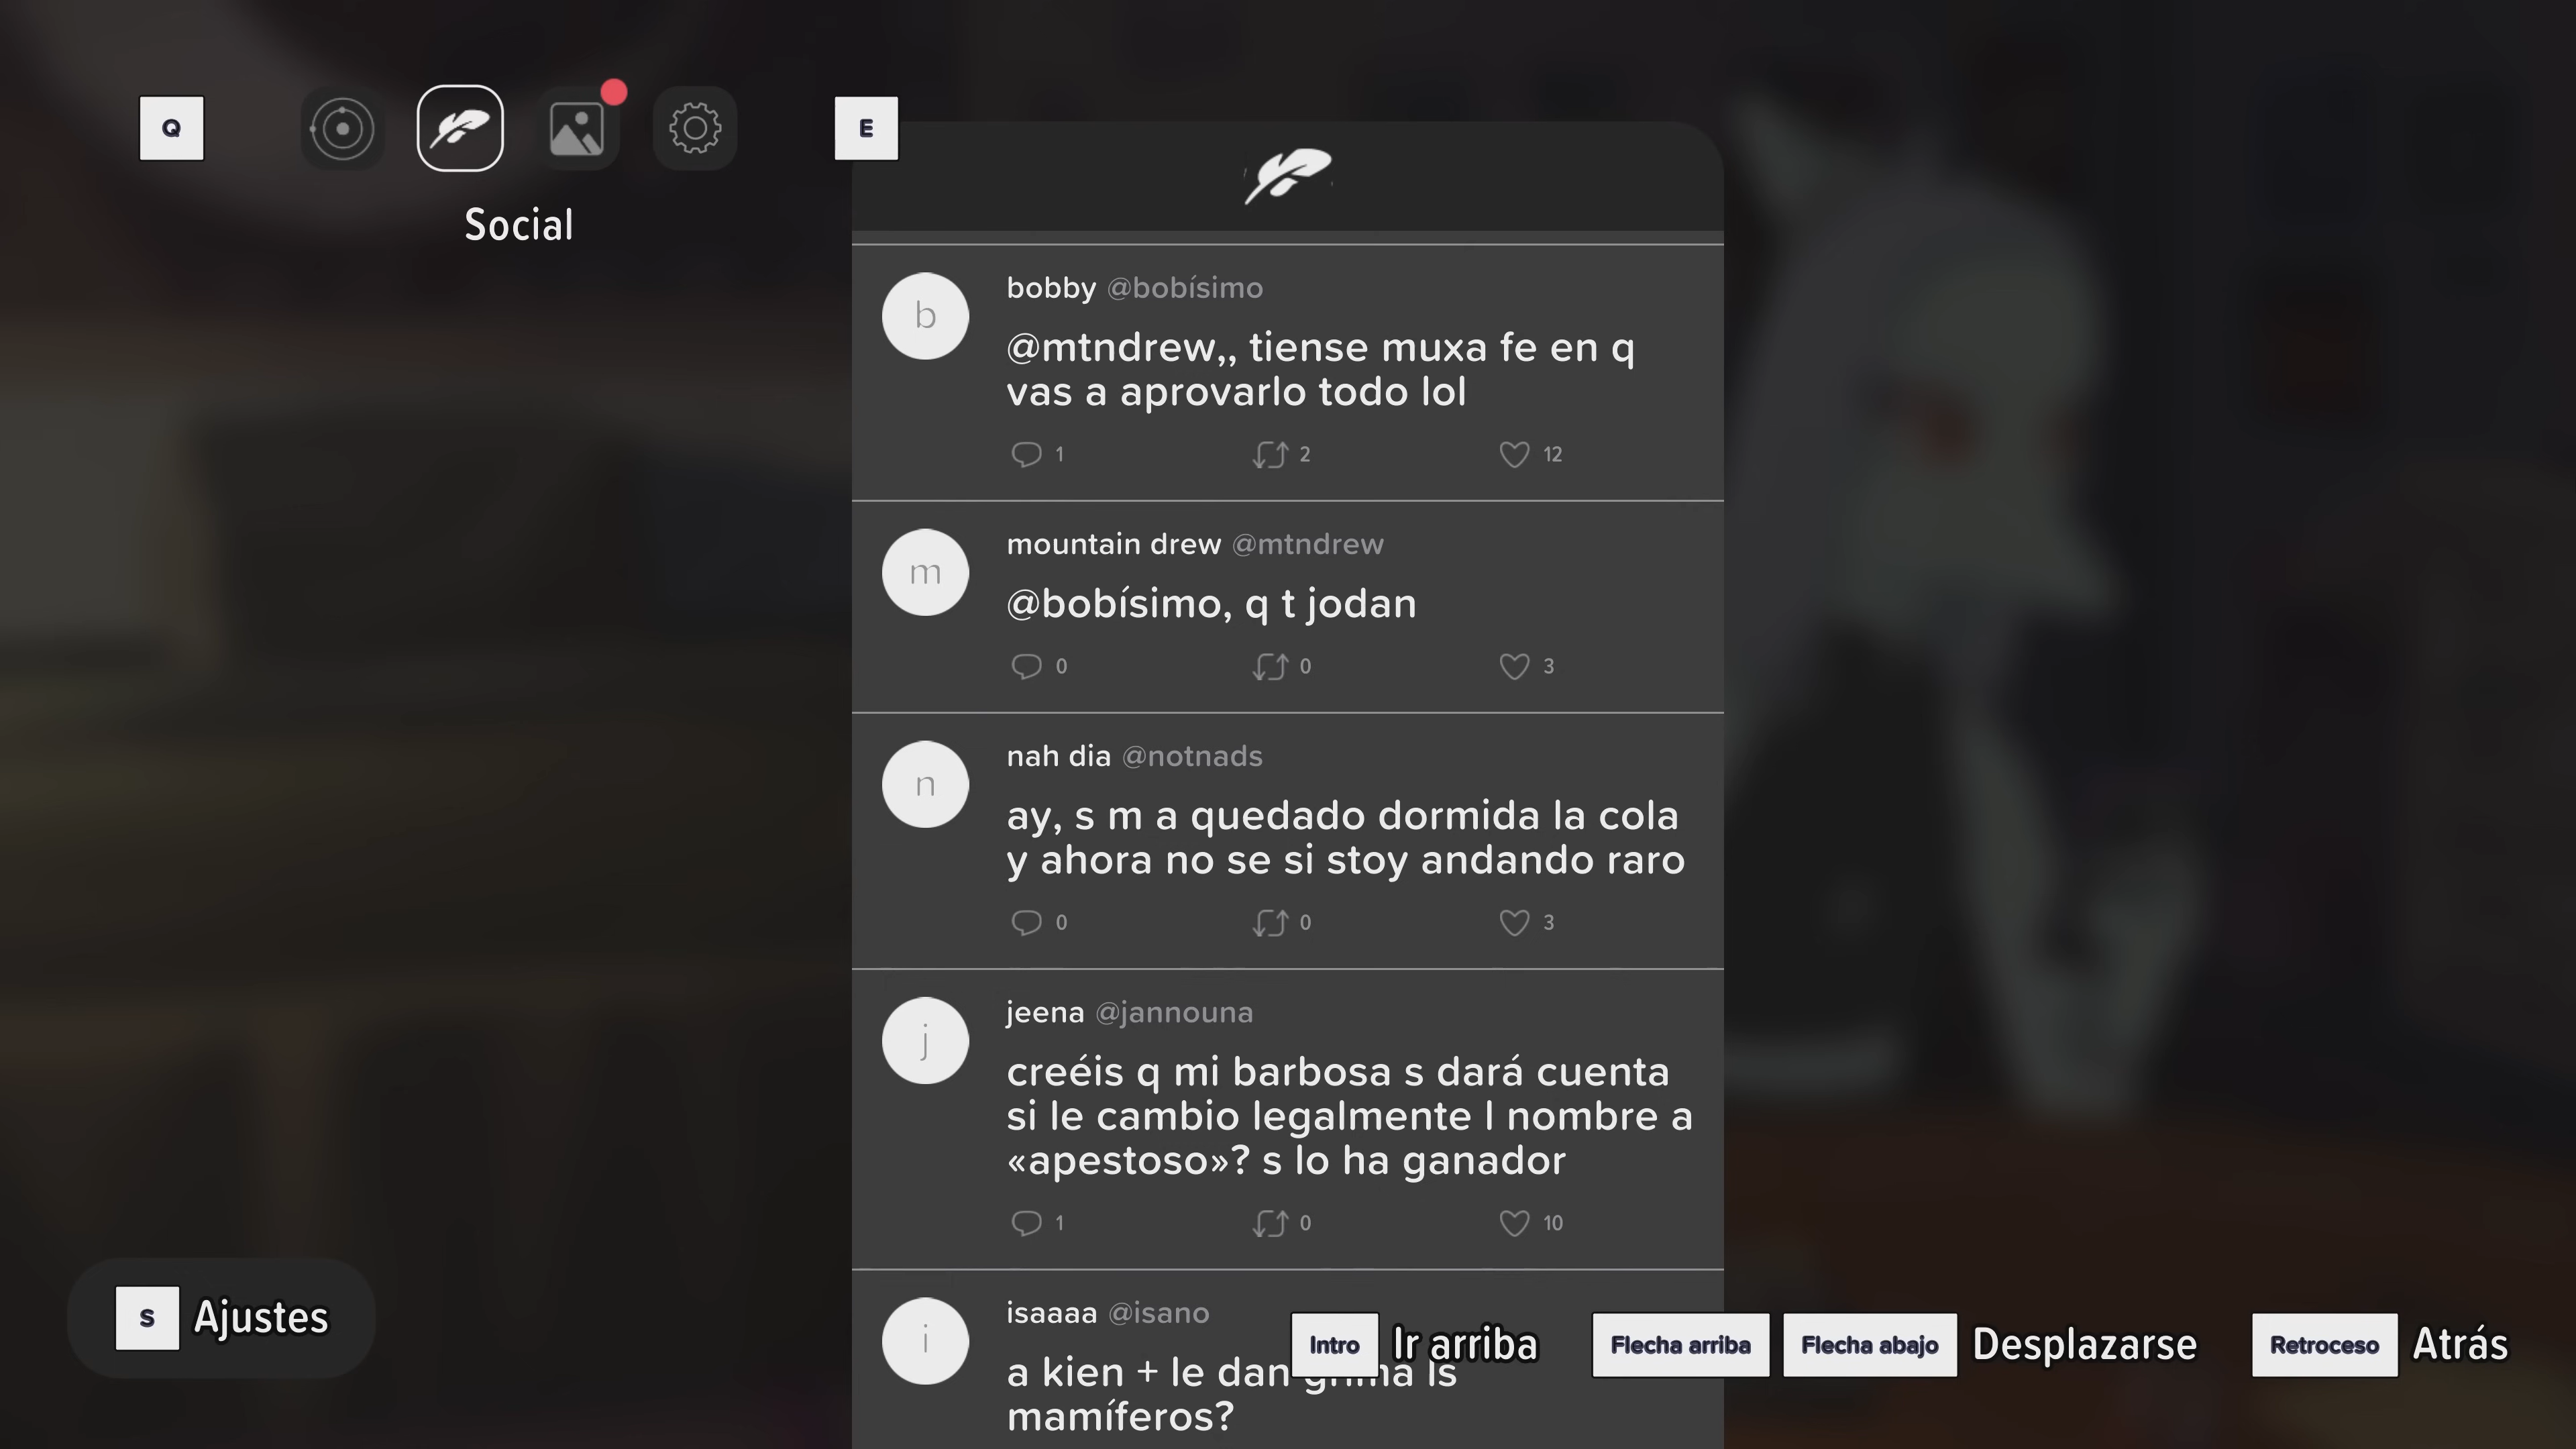 Q
E
Social
b
bobby @bobísimo
@mtndrew,, tiense muxa fe en q
vas a aprovarlo todo lol
1 2 12
m
mountain drew @mtndrew
@bobísimo, q t jodan
0 0 3
n
nah dia @notnads
ay, s m a quedado dormida la cola
y ahora no se si stoy andando raro
0 0 3
j
jeena @jannouna
creéis q mi barbosa s dará cuenta
si le cambio legalmente l nombre a
«apestoso»? s lo ha ganador
1 0 10
i
isaaaa @isano
a kien + le dan grima ls
mamíferos?
S Ajustes
Intro Ir arriba Flecha arriba Flecha abajo Desplazarse Retroceso Atrás